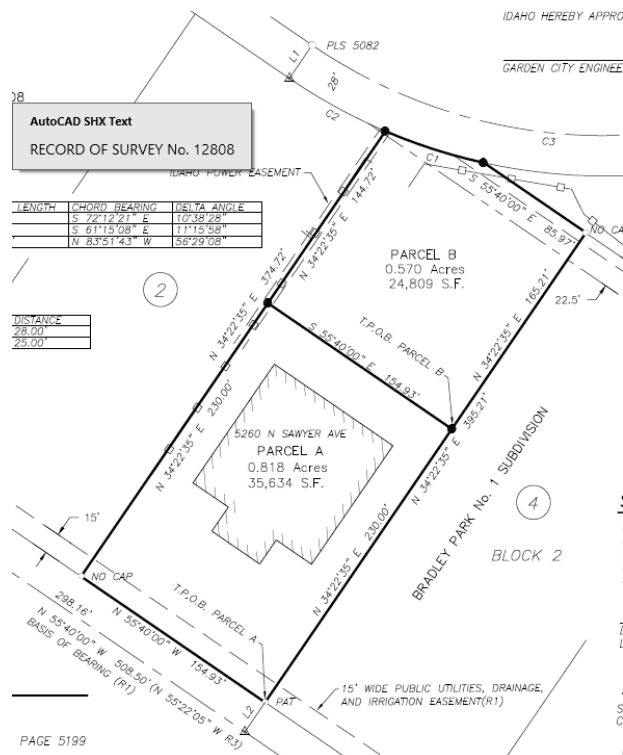 IDAHO HEREBY APPRO
PLS 5082
L1
28'
GARDEN CITY ENGINEE
C2
C3
08
AutoCAD SHX Text
RECORD OF SURVEY No. 12808
IDAHO POWER EASEMENT
C1
S 55°40'00" E
85.97'
NO CA
LENGTH CHORD BEARING DELTA ANGLE
S 72°12'21" E 10°38'28"
S 61°15'08" E 11°15'58"
N 83°51'43" W 56°29'08"
144.72'
N 34°22'35" E
374.72'
N 34°22'35" E
PARCEL B
0.570 Acres
24,809 S.F.
165.21'
N 34°22'35" E
22.5'
2
DISTANCE
28.00'
25.00'
T.P.O.B. PARCEL B
S 55°40'00" E 154.93'
N 34°22'35" E 230.00'
5260 N SAWYER AVE
PARCEL A
0.818 Acres
35,634 S.F.
N 34°22'35" E 395.21'
N 34°22'35" E 230.00'
BRADLEY PARK No. 1 SUBDIVISION
4
BLOCK 2
15'
NO CAP
298.16'
N 55°40'00" W 154.93'
T.P.O.B. PARCEL A
N 55°40'00" W 508.50' (N 55°22'05" W R3)
BASIS OF BEARING (R1)
PAT
L2
15' WIDE PUBLIC UTILITIES, DRAINAGE,
AND IRRIGATION EASEMENT(R1)
PAGE 5199